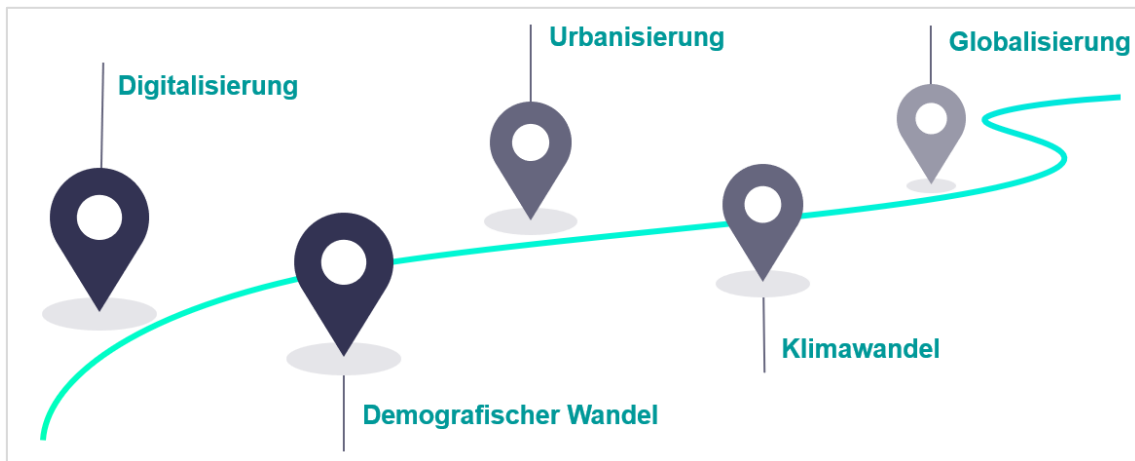 Digitalisierung
Demografischer Wandel
Urbanisierung
Klimawandel
Globalisierung